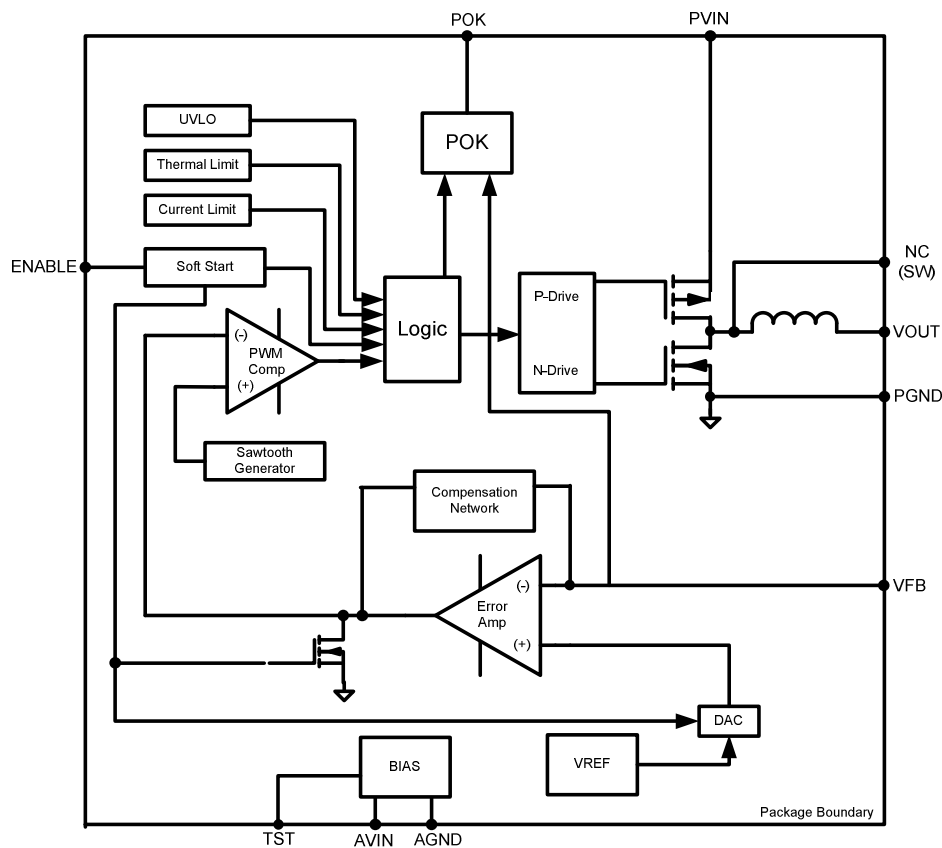 POK
PVIN
UVLO
POK
Thermal Limit
Current Limit
ENABLE
Soft Start
NC
(SW)
P-Drive
Logic
VOUT
(-)
PWM
Comp
(+)
N-Drive
PGND
Sawtooth
Generator
Compensation
Network
(-)
VFB
Error
Amp
(+)
DAC
BIAS
VREF
Package Boundary
TST
AVIN
AGND